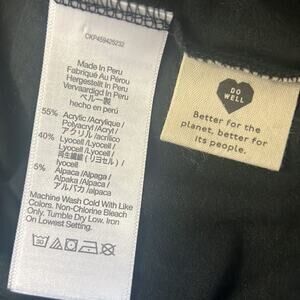 CKP459425232
Made in Peru
Fabriqué Au Pérou
Hergestellt In Peru
Vervaardigd In Peru
ペルー製
hecho en perú
55% Acrylic/Acrylique/
Polyacryl/Acryl/
アクリル/acrílico
40% Lyocell/Lyocell/
Lyocell/Lyocell/
再生繊維(リヨセル)/
lyocell
5% Alpaca/Alpaga/
Alpaka/Alpaca/
アルパカ/alpaca
Machine Wash Cold With Like
Colors. Non-Chlorine Bleach
Only. Tumble Dry Low. Iron
On Lowest Setting.
30
DO
WELL
Better for the
planet, better for
its people.